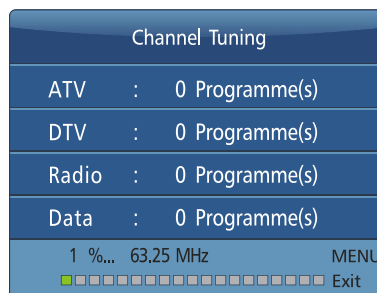 Channel Tuning
ATV : 0 Programme(s)
DTV : 0 Programme(s)
Radio : 0 Programme(s)
Data : 0 Programme(s)
1 %... 63.25 MHz MENU
Exit